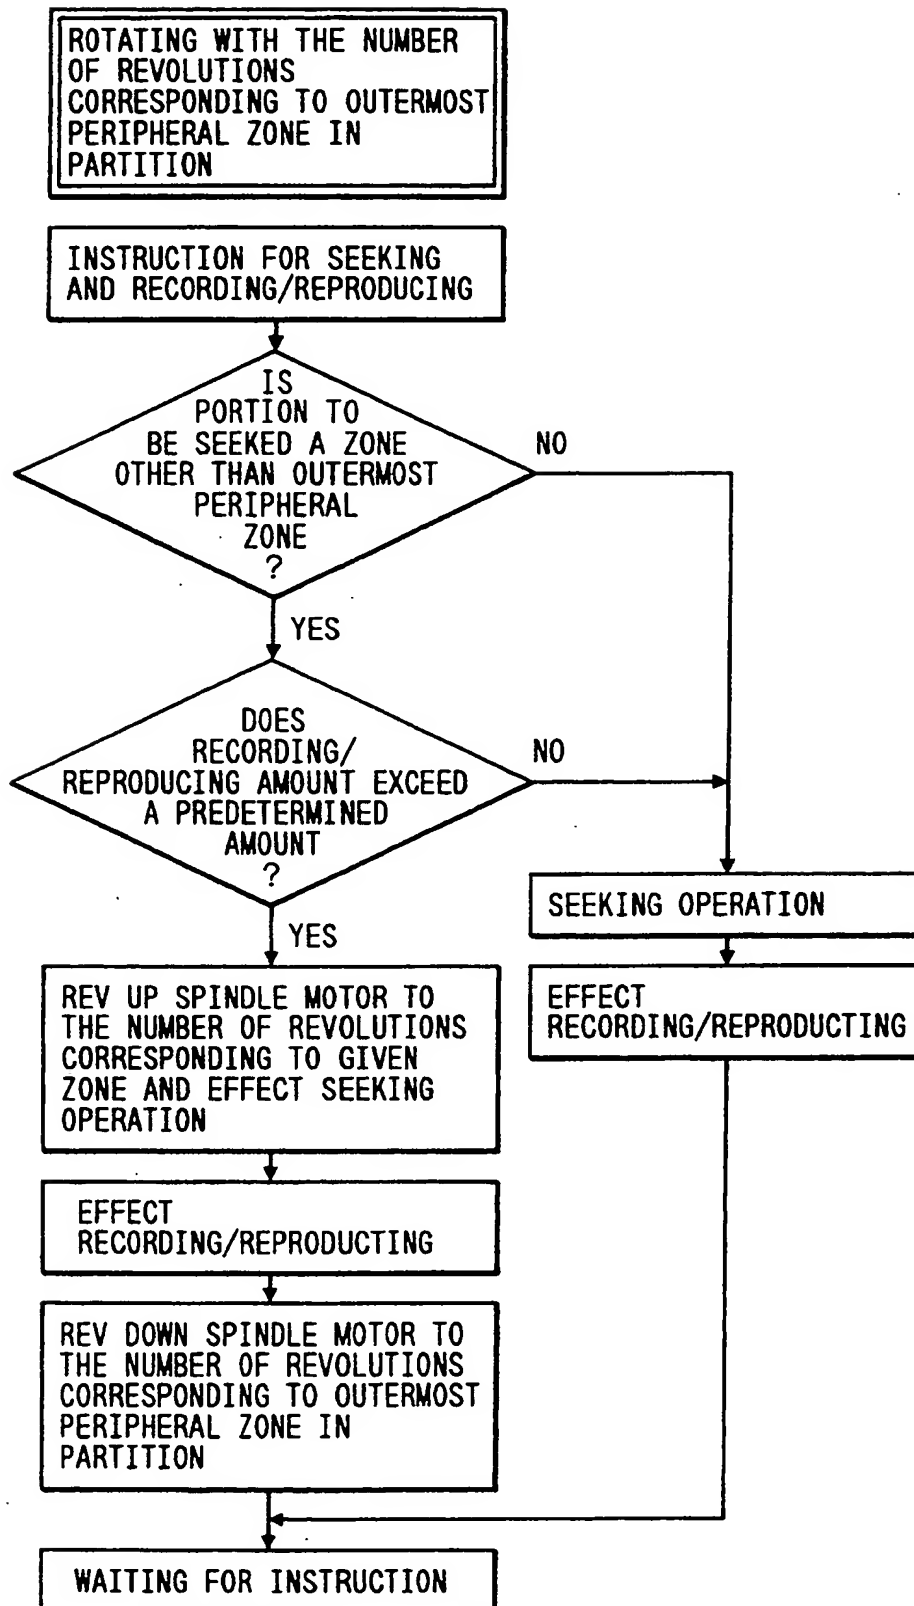 ROTATING WITH THE NUMBER
OF REVOLUTIONS
CORRESPONDING TO OUTERMOST
PERIPHERAL ZONE IN
PARTITION
INSTRUCTION FOR SEEKING
AND RECORDING/REPRODUCING
IS
PORTION TO
BE SEEKED A ZONE
OTHER THAN OUTERMOST
PERIPHERAL
ZONE
?
NO
YES
DOES
RECORDING/
REPRODUCING AMOUNT EXCEED
A PREDETERMINED
AMOUNT
?
NO
YES
SEEKING OPERATION
EFFECT
RECORDING/REPRODUCTING
REV UP SPINDLE MOTOR TO
THE NUMBER OF REVOLUTIONS
CORRESPONDING TO GIVEN
ZONE AND EFFECT SEEKING
OPERATION
EFFECT
RECORDING/REPRODUCTING
REV DOWN SPINDLE MOTOR TO
THE NUMBER OF REVOLUTIONS
CORRESPONDING TO OUTERMOST
PERIPHERAL ZONE IN
PARTITION
WAITING FOR INSTRUCTION